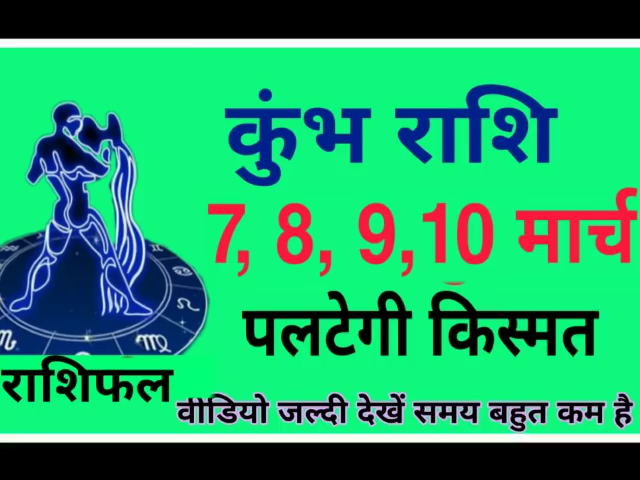 कुंभ राशि
7, 8, 9,10 मार्च
पलटेगी किस्मत
राशिफल
वीडियो जल्दी देखें समय बहुत कम है